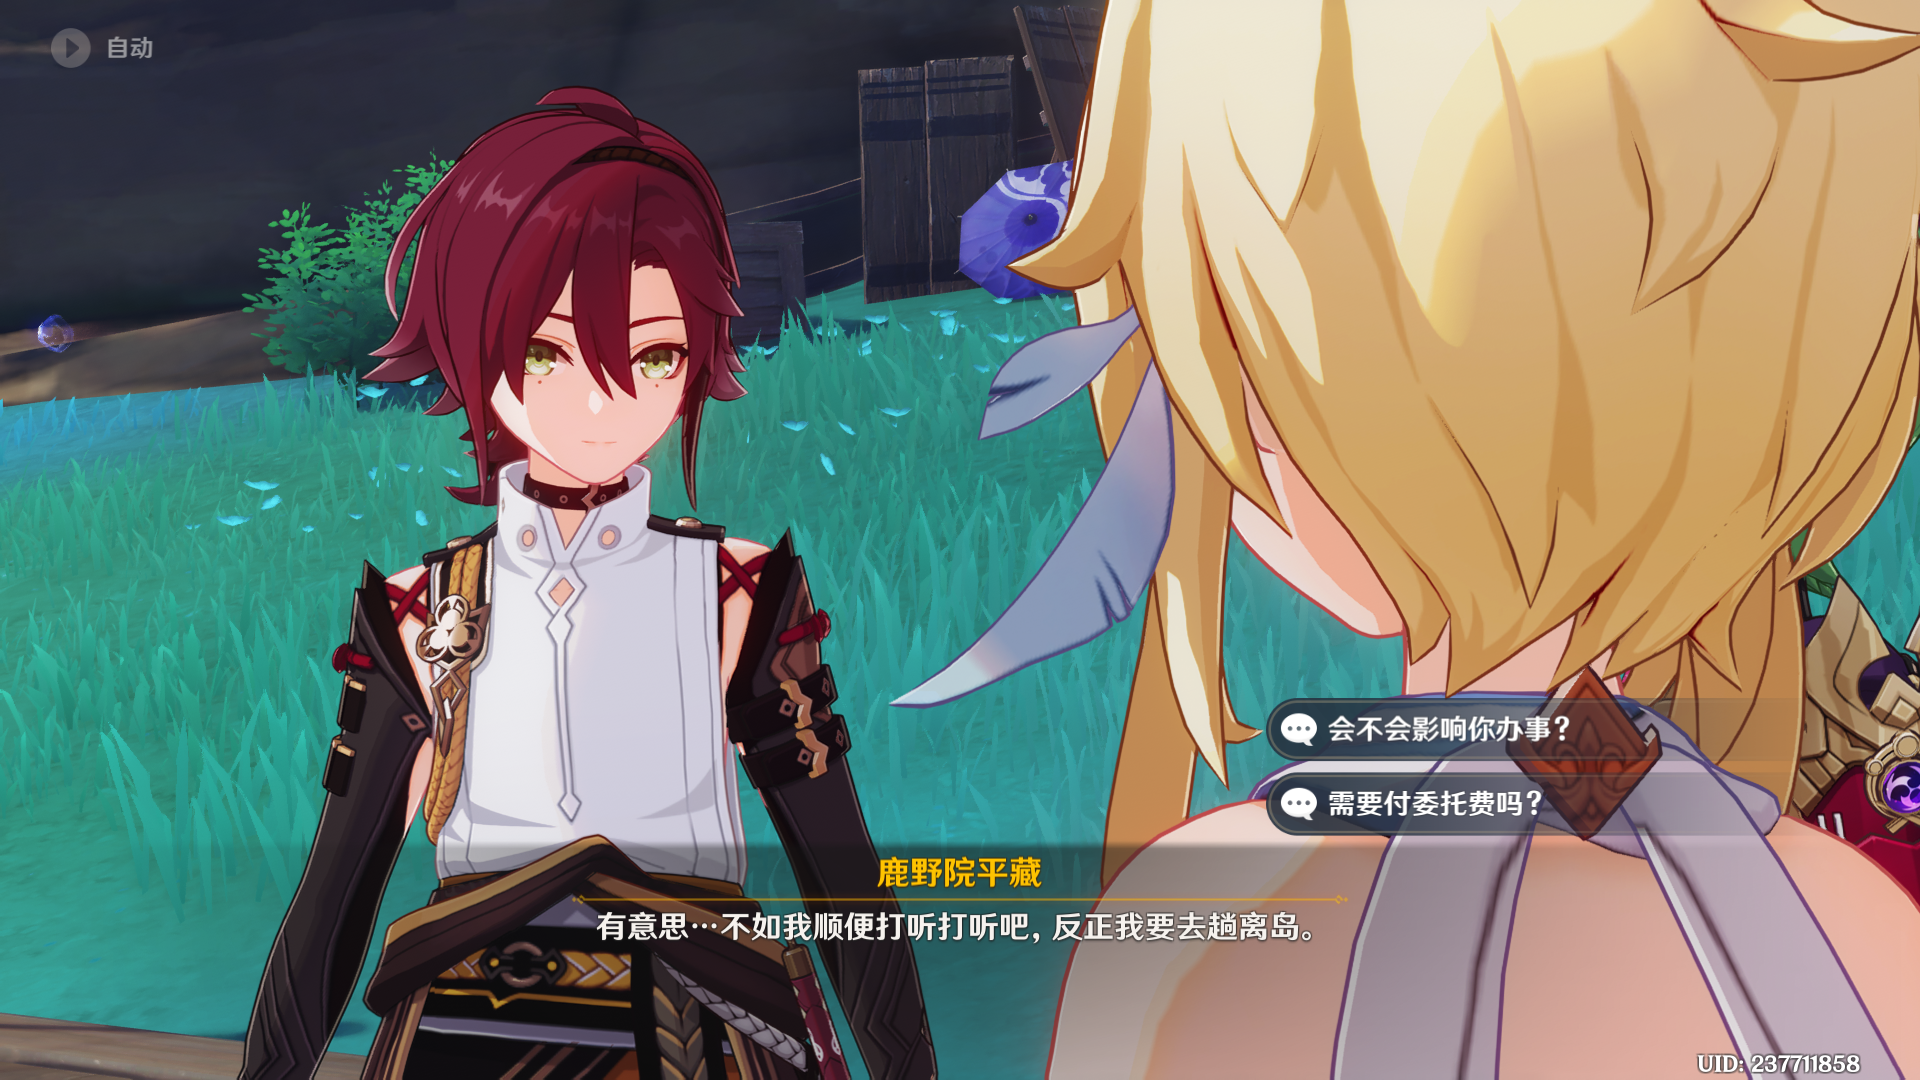 自动
会不会影响你办事?
需要付委托费吗?
鹿野院平藏
有意思…不如我顺便打听打听吧，反正我要去趟离岛。
UID: 237711858